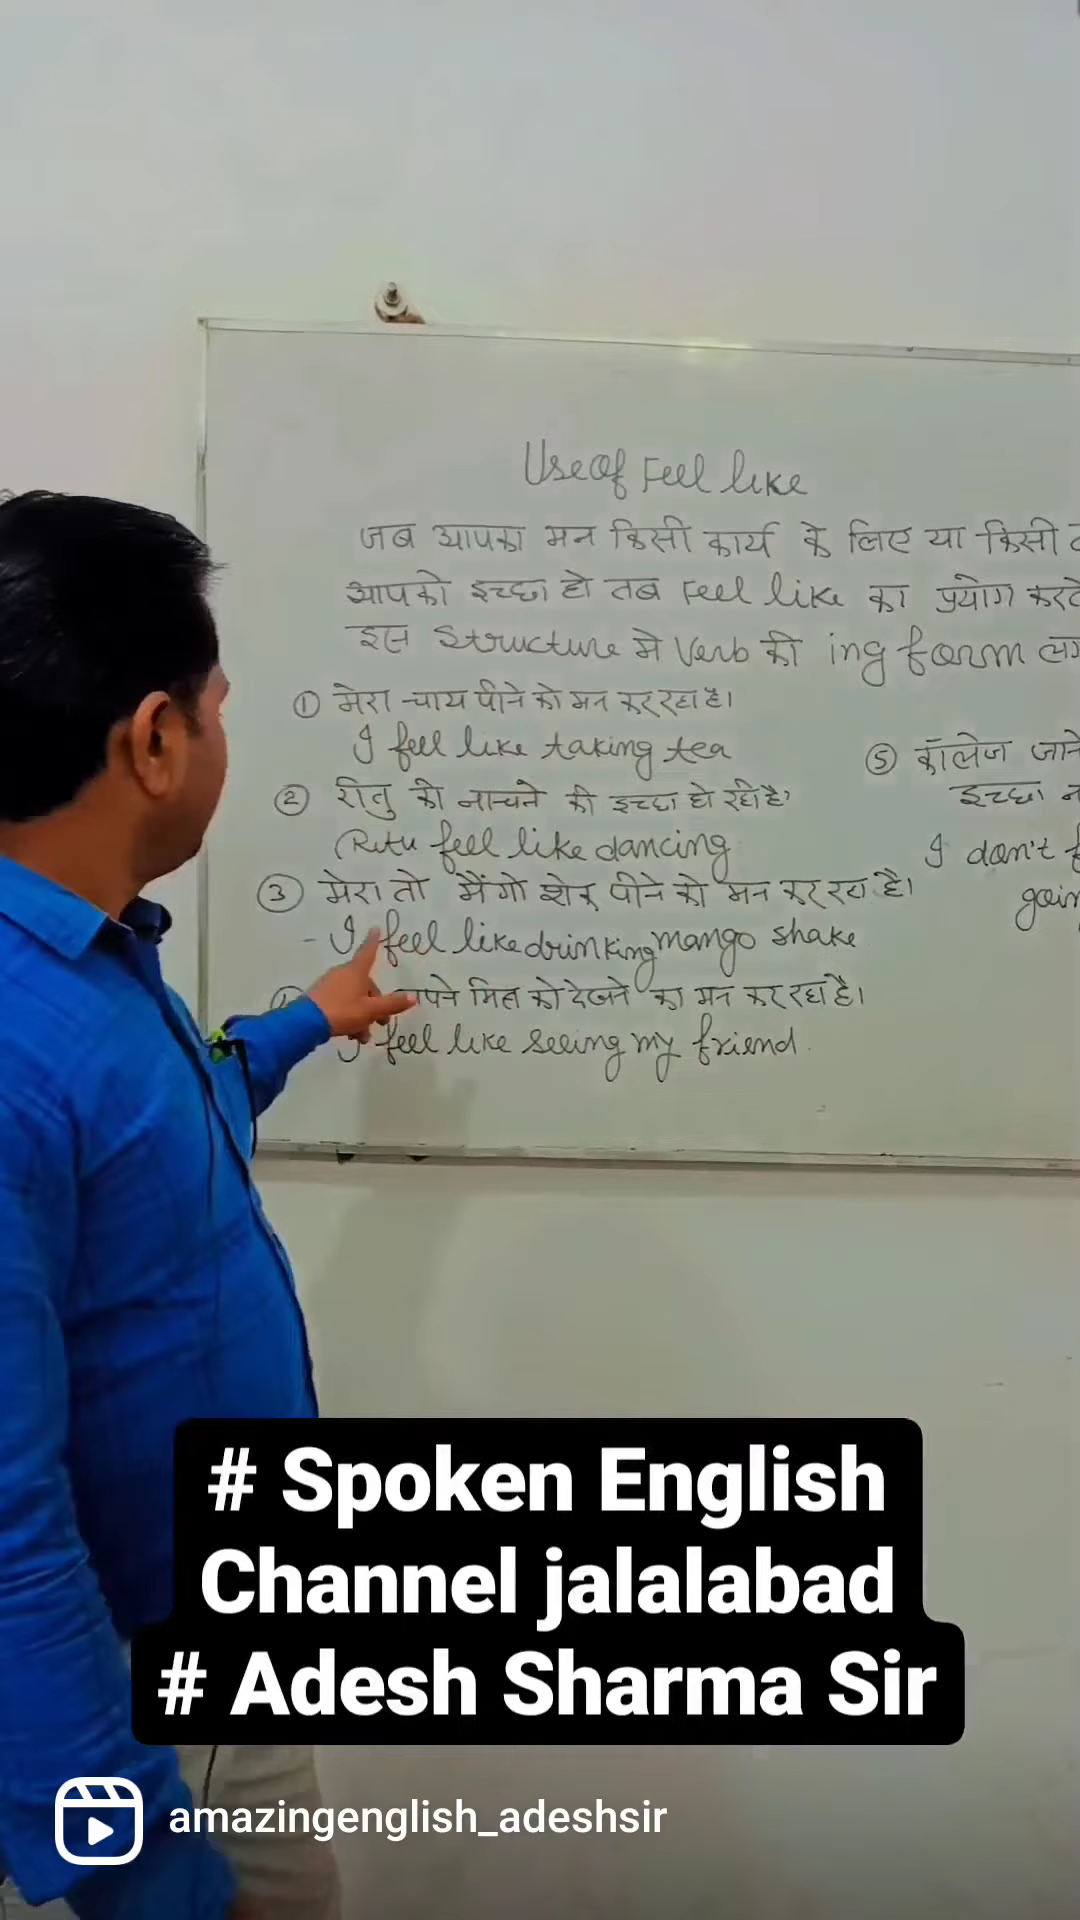 Use Of Feel like
जब आपका मन किसी कार्य के लिए या किसी
आपको इच्छा हो तब Feel like का प्रयोग करते
इस Structure मे Verb की ing form
① मेरा चाय पीने को मन कर रहा है।
I feel like taking tea
② रीतु को नाचने की इच्छा हो रही है।
Ritu feel like dancing
③ मेरा तो मैंगो शेक पीने को मन कर रहा है।
- I feel like drinking mango shake
अपने मित्र को देखने का मन कर रहा है।
I feel like seeing my friend.
⑤ कॉलेज जाने
इच्छा
I don't
going
# Spoken English
Channel jalalabad
# Adesh Sharma Sir
amazingenglish_adeshsir